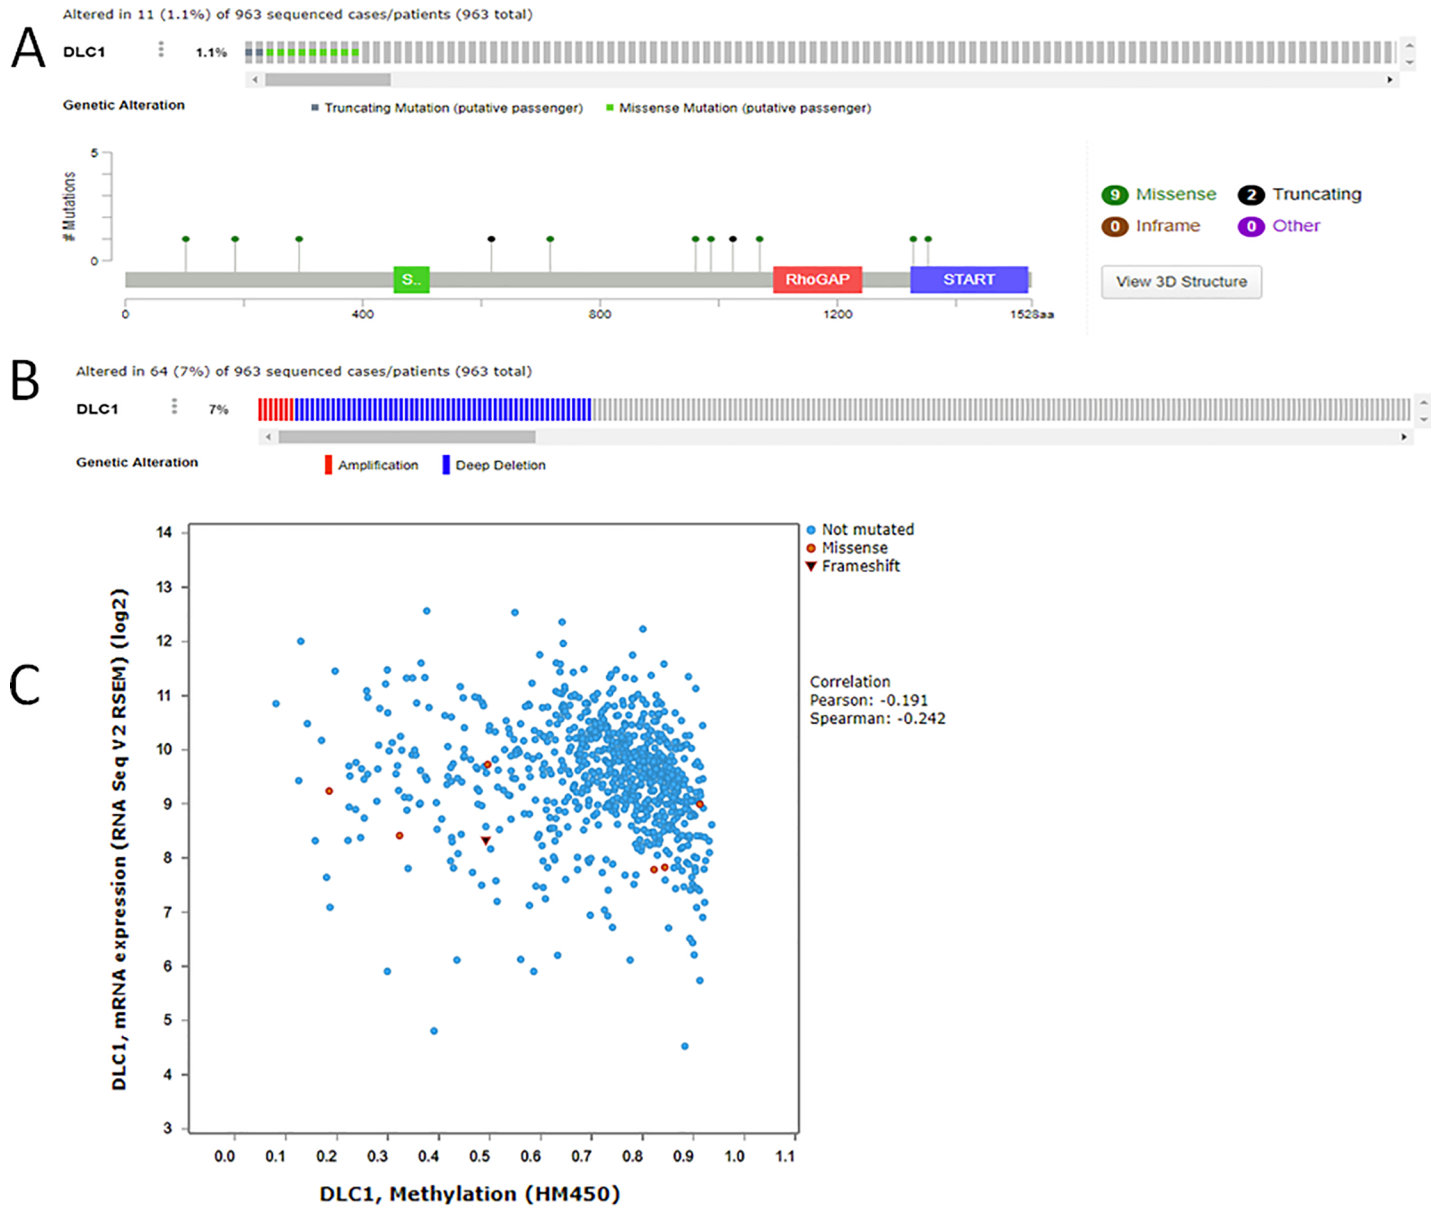 A
Altered in 11 (1.1%) of 963 sequenced cases/patients (963 total)
DLC1 1.1%
Genetic Alteration Truncating Mutation (putative passenger) Missense Mutation (putative passenger)
# Mutations
5
0
S.. RhoGAP START
0 400 800 1200 1528aa
9 Missense 2 Truncating
0 Inframe 0 Other
View 3D Structure
B
Altered in 64 (7%) of 963 sequenced cases/patients (963 total)
DLC1 7%
Genetic Alteration Amplification Deep Deletion
C
DLC1, mRNA expression (RNA Seq V2 RSEM) (log2)
14
13
12
11
10
9
8
7
6
5
4
3
0.0 0.1 0.2 0.3 0.4 0.5 0.6 0.7 0.8 0.9 1.0 1.1
DLC1, Methylation (HM450)
Not mutated
Missense
Frameshift
Correlation
Pearson: -0.191
Spearman: -0.242